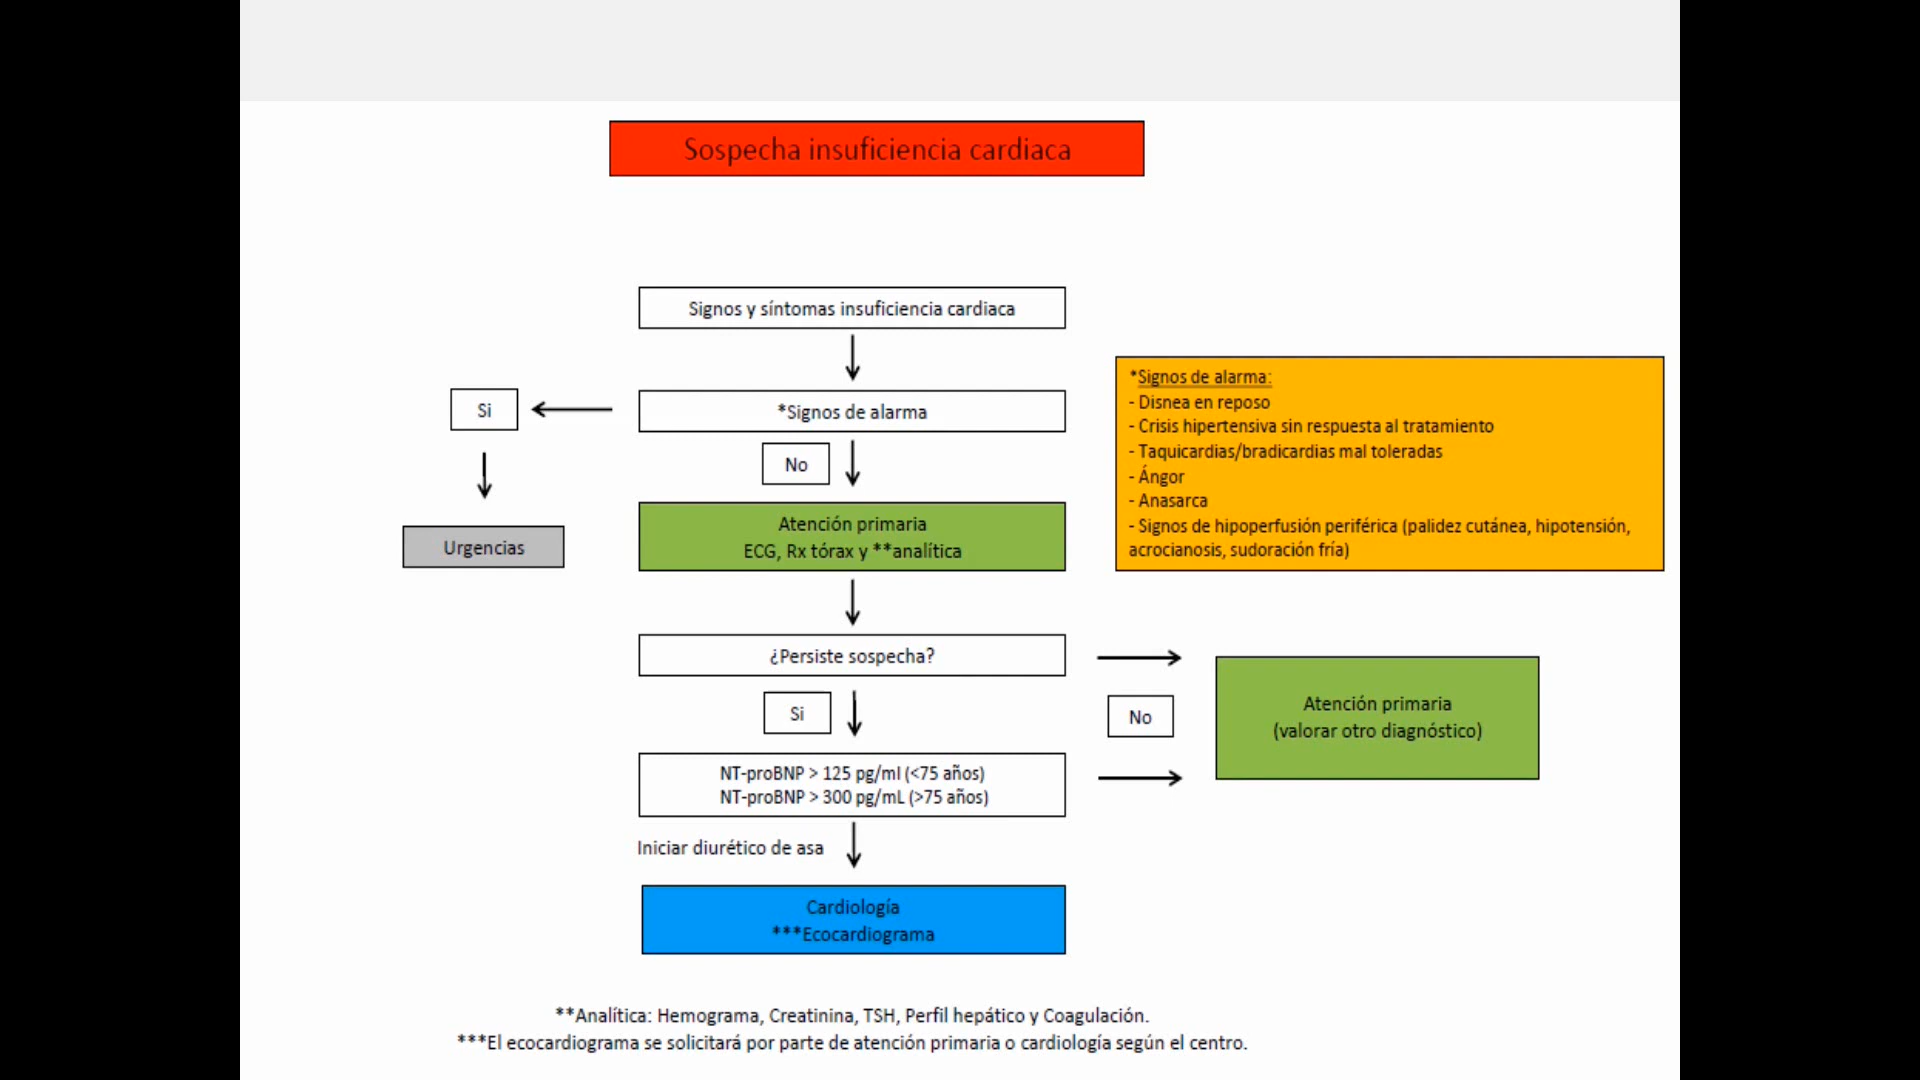 Sospecha insuficiencia cardiaca
Signos y síntomas insuficiencia cardiaca
Si
*Signos de alarma
No
*Signos de alarma:
- Disnea en reposo
- Crisis hipertensiva sin respuesta al tratamiento
- Taquicardias/bradicardias mal toleradas
- Ángor
- Anasarca
- Signos de hipoperfusión periférica (palidez cutánea, hipotensión,
acrocianosis, sudoración fría)
Urgencias
Atención primaria
ECG, Rx tórax y **analítica
¿Persiste sospecha?
Si
No
Atención primaria
(valorar otro diagnóstico)
NT-proBNP > 125 pg/ml (<75 años)
NT-proBNP > 300 pg/mL (>75 años)
Iniciar diurético de asa
Cardiología
***Ecocardiograma
**Analítica: Hemograma, Creatinina, TSH, Perfil hepático y Coagulación.
***El ecocardiograma se solicitará por parte de atención primaria o cardiología según el centro.